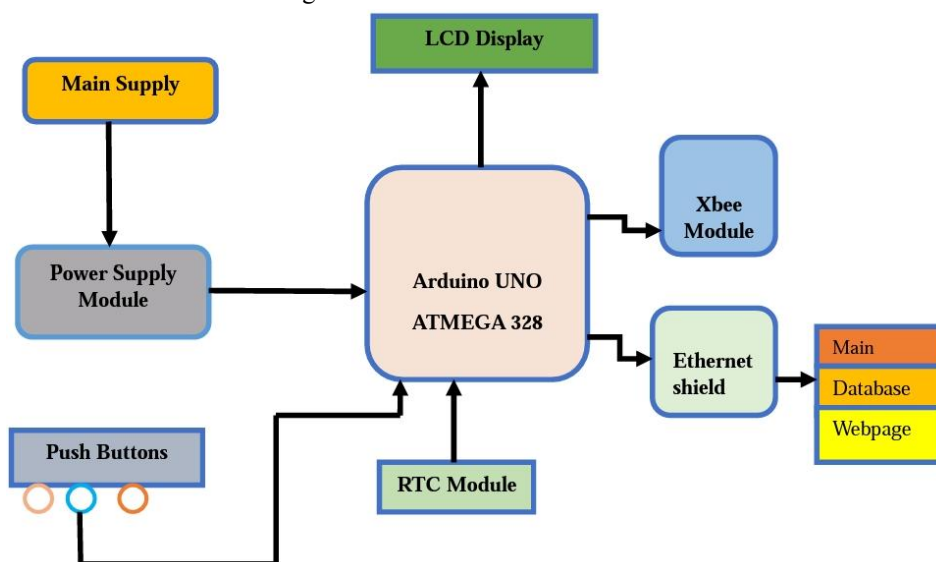 LCD Display
Main Supply
Xbee
Module
Power Supply
Module
Arduino UNO
ATMEGA 328
Ethernet
shield
Main
Database
Webpage
Push Buttons
RTC Module